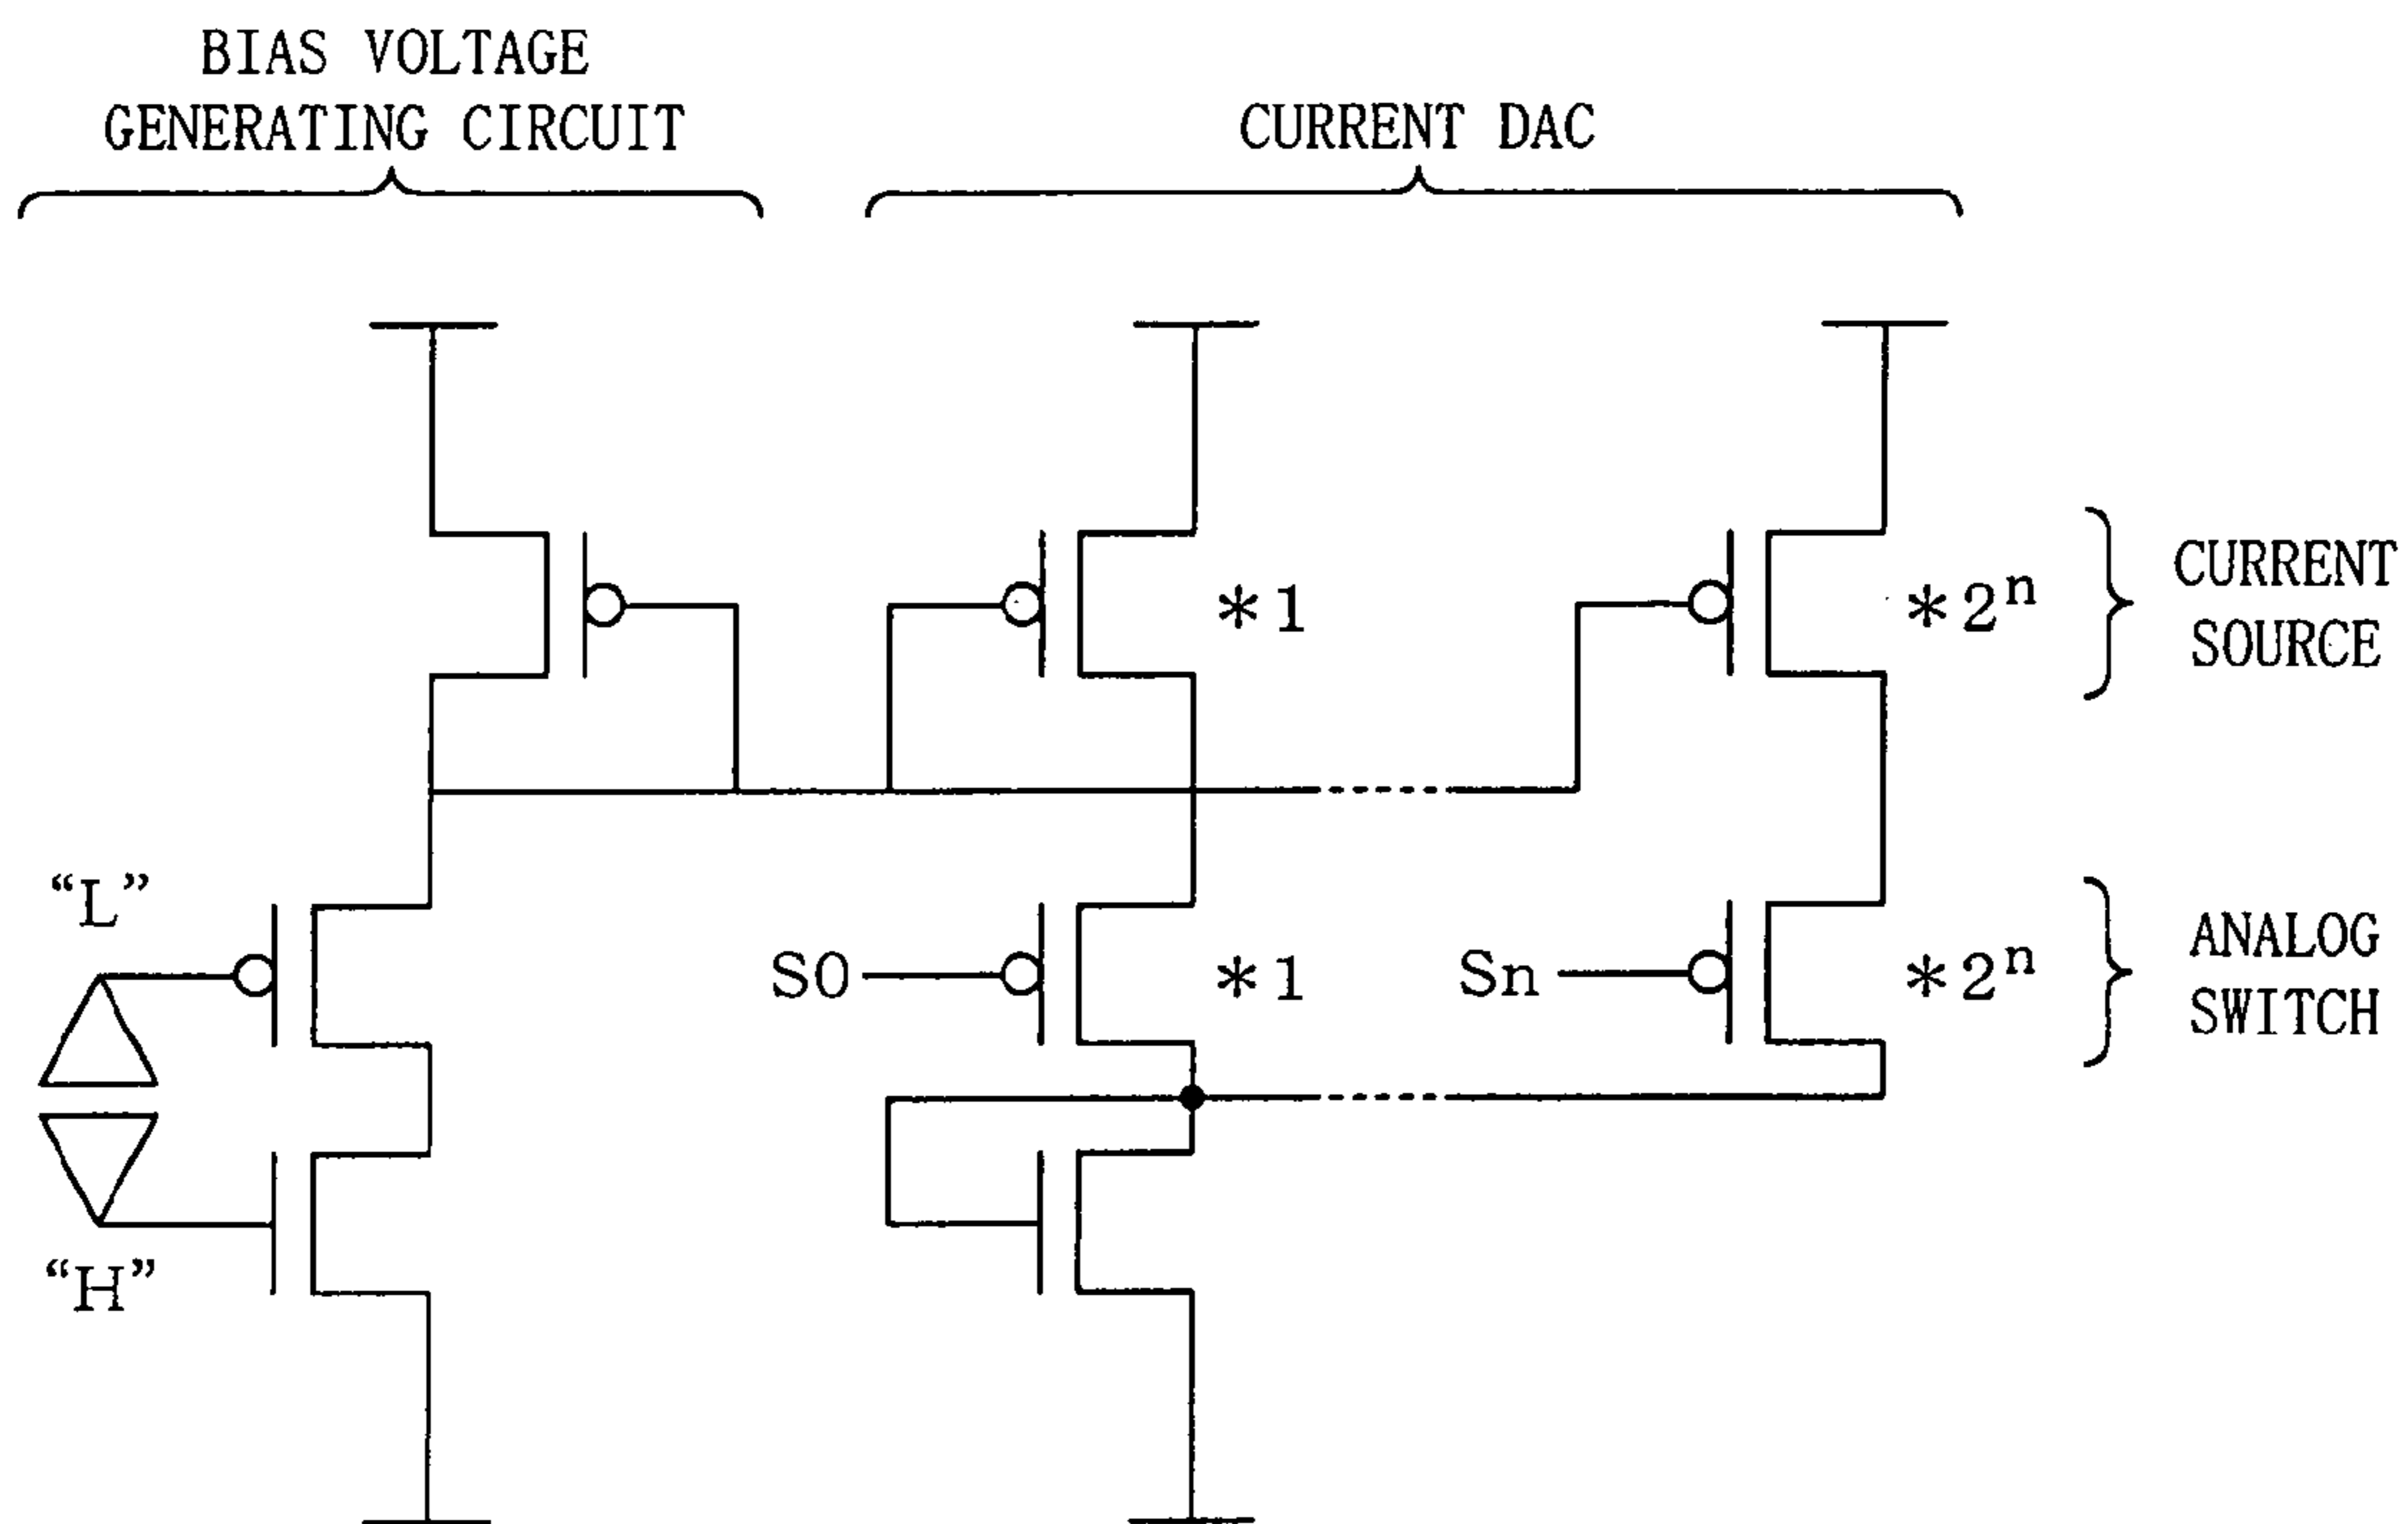 BIAS VOLTAGE
GENERATING CIRCUIT
CURRENT DAC
*1
*2ⁿ
CURRENT
SOURCE
“L”
S0
*1
Sn
*2ⁿ
ANALOG
SWITCH
“H”